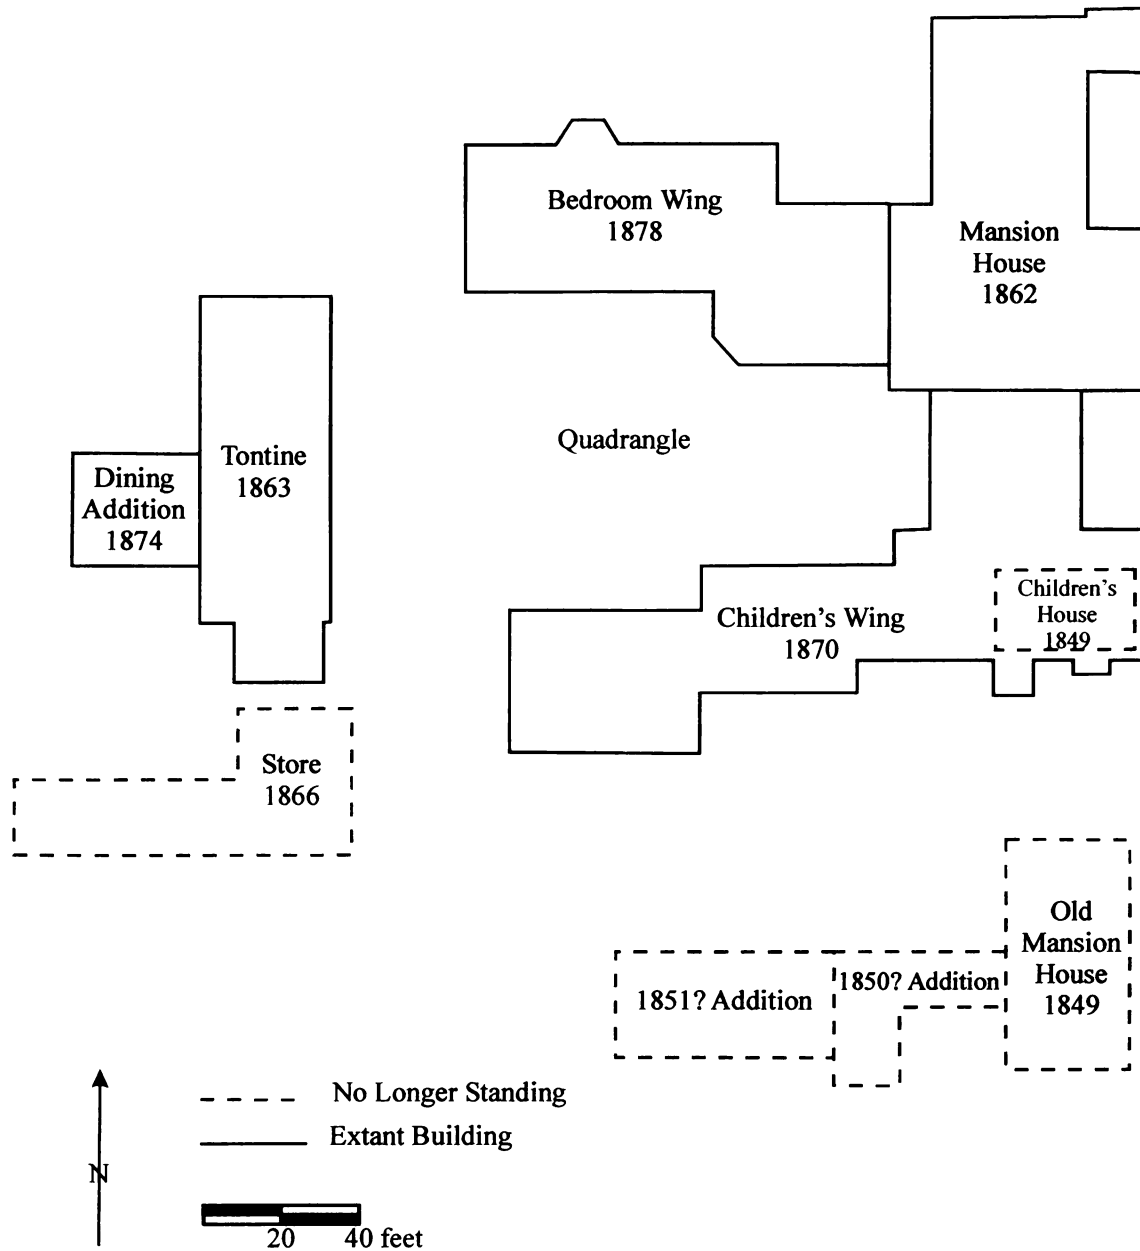 Bedroom Wing
1878
Mansion
House
1862
Quadrangle
Tontine
1863
Dining
Addition
1874
Children's
House
1849
Children's Wing
1870
Store
1866
Old
Mansion
House
1849
1850? Addition
1851? Addition
No Longer Standing
Extant Building
N
20 40 feet